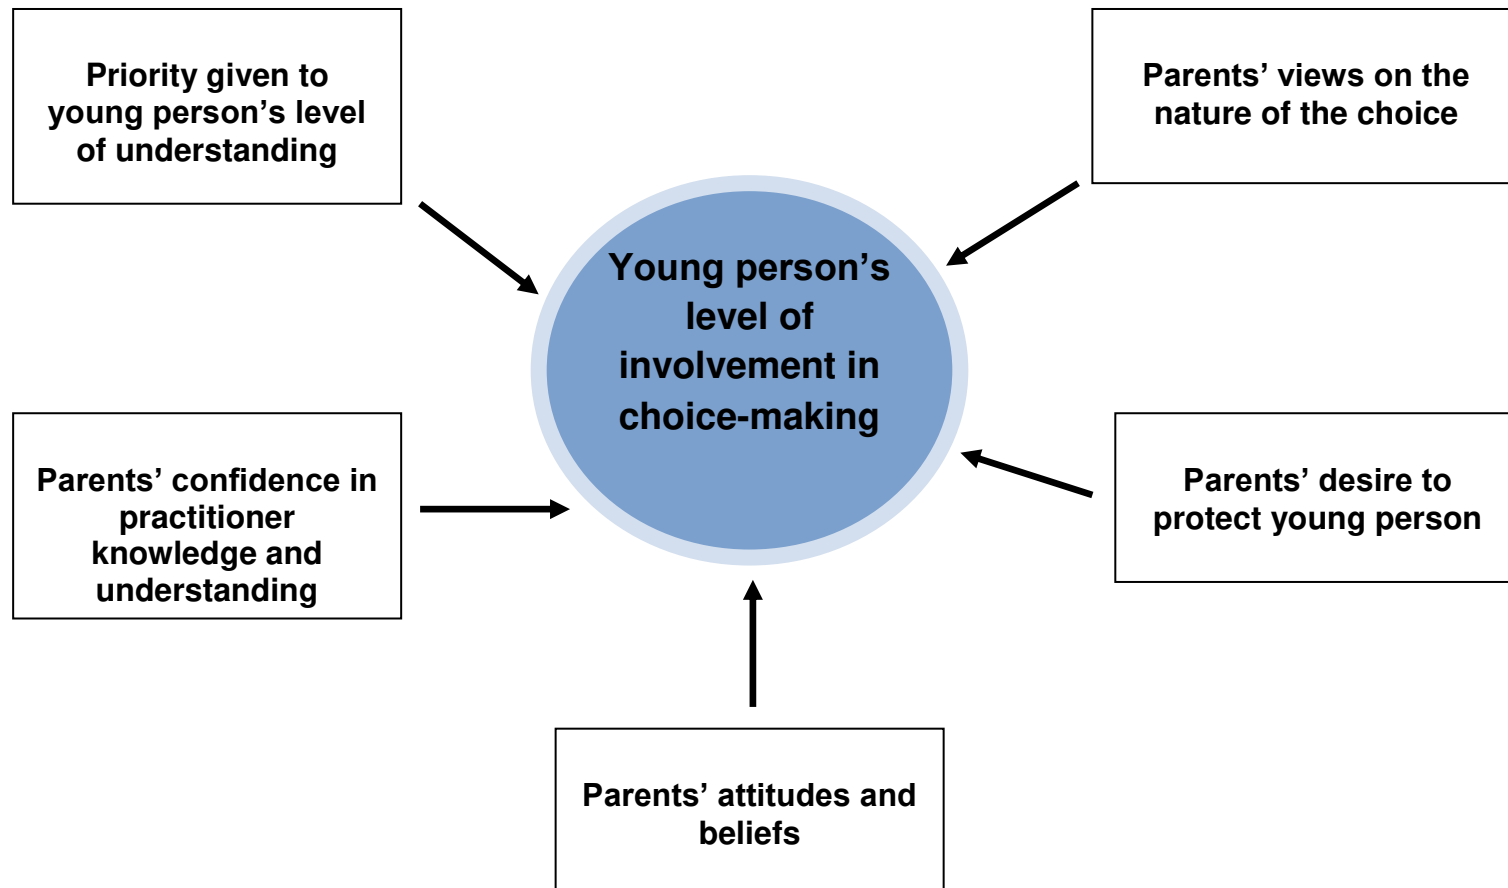 Priority given to
young person’s level
of understanding
Parents’ views on the
nature of the choice
Young person’s
level of
involvement in
choice-making
Parents’ confidence in
practitioner
knowledge and
understanding
Parents’ desire to
protect young person
Parents’ attitudes and
beliefs